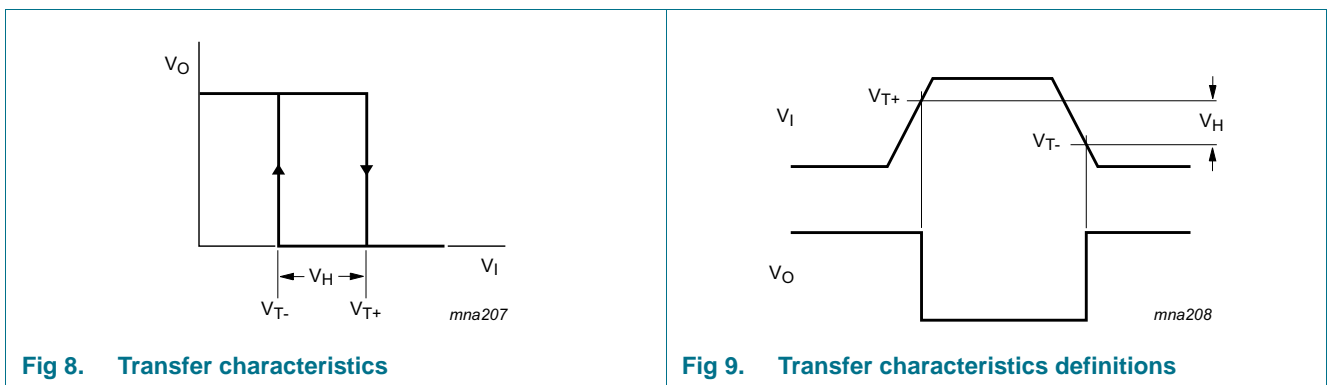 VO
VH
VI
VT-
VT+
mna207
Fig 8. Transfer characteristics
VT+
VI
VH
VT-
VO
mna208
Fig 9. Transfer characteristics definitions